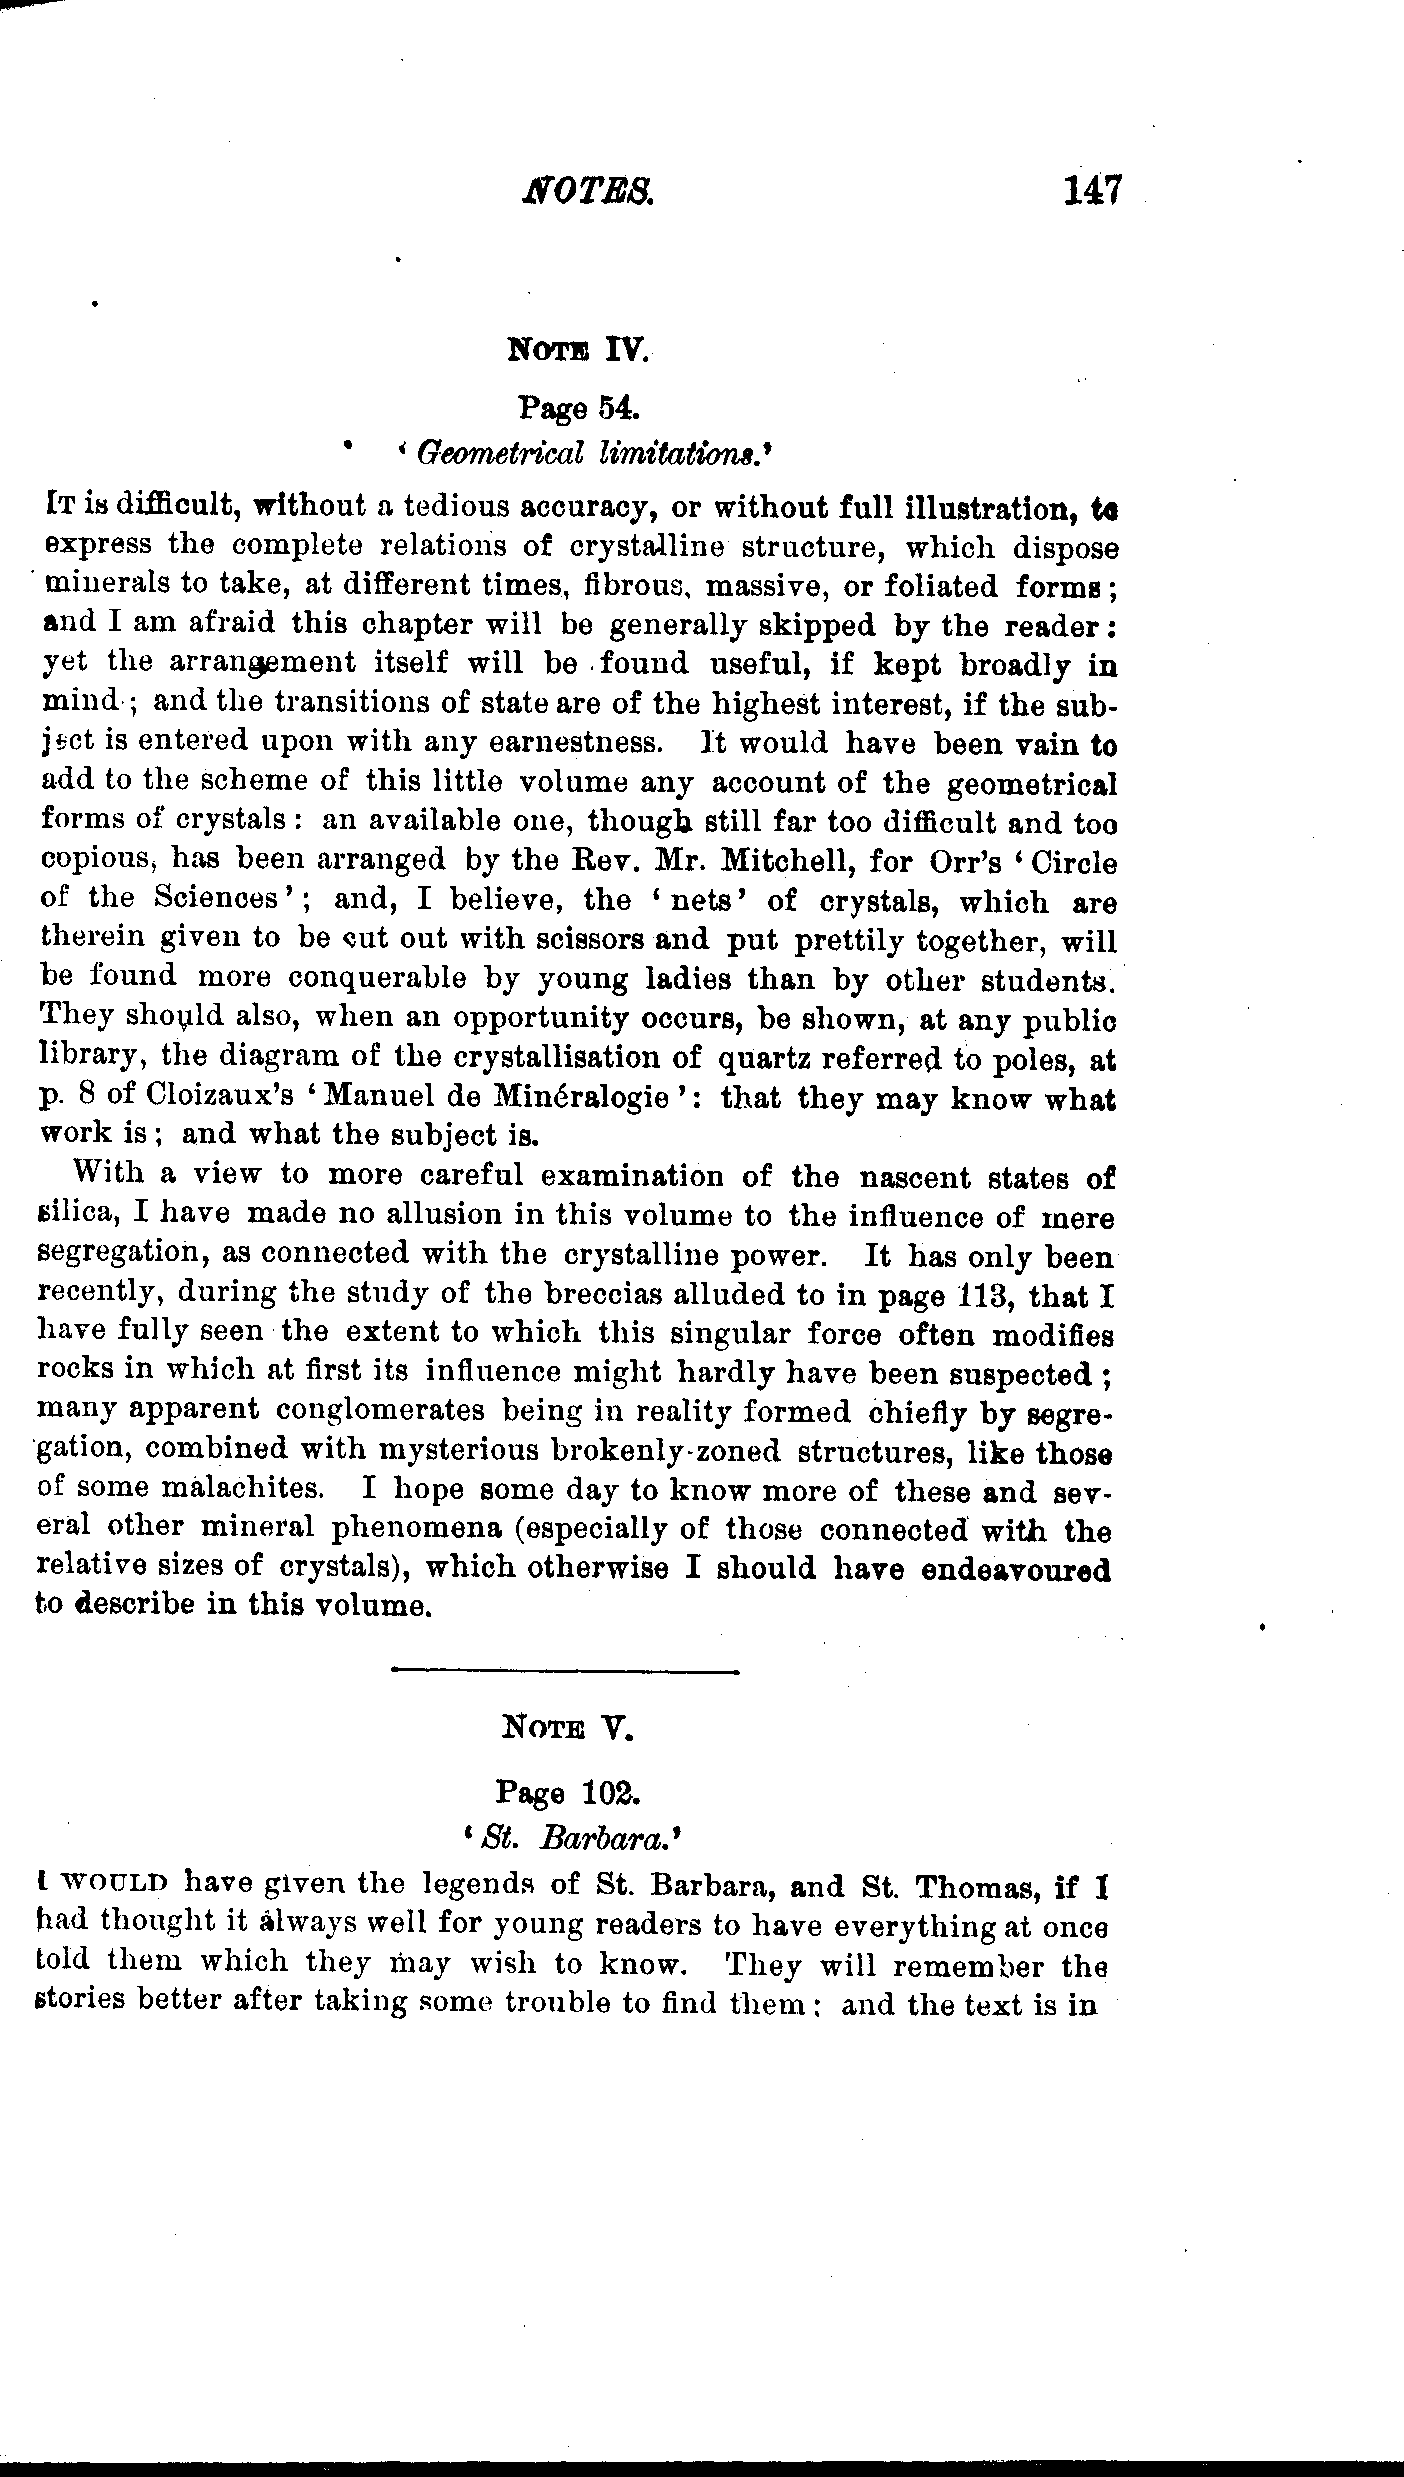 NOTES. 147
NOTE IV.
Page 54.
‘Geometrical limitations.’
IT is difficult, without a tedious accuracy, or without full illustration, to
express the complete relations of crystalline structure, which dispose
minerals to take, at different times, fibrous, massive, or foliated forms;
and I am afraid this chapter will be generally skipped by the reader:
yet the arrangement itself will be found useful, if kept broadly in
mind; and the transitions of state are of the highest interest, if the sub-
ject is entered upon with any earnestness. It would have been vain to
add to the scheme of this little volume any account of the geometrical
forms of crystals: an available one, though still far too difficult and too
copious, has been arranged by the Rev. Mr. Mitchell, for Orr’s ‘Circle
of the Sciences’; and, I believe, the ‘nets’ of crystals, which are
therein given to be cut out with scissors and put prettily together, will
be found more conquerable by young ladies than by other students.
They should also, when an opportunity occurs, be shown, at any public
library, the diagram of the crystallisation of quartz referred to poles, at
p. 8 of Cloizaux’s ‘Manuel de Minéralogie’: that they may know what
work is; and what the subject is.
With a view to more careful examination of the nascent states of
silica, I have made no allusion in this volume to the influence of mere
segregation, as connected with the crystalline power. It has only been
recently, during the study of the breccias alluded to in page 113, that I
have fully seen the extent to which this singular force often modifies
rocks in which at first its influence might hardly have been suspected;
many apparent conglomerates being in reality formed chiefly by segre-
gation, combined with mysterious brokenly-zoned structures, like those
of some malachites. I hope some day to know more of these and sev-
eral other mineral phenomena (especially of those connected with the
relative sizes of crystals), which otherwise I should have endeavoured
to describe in this volume.
NOTE V.
Page 102.
‘St. Barbara.’
I WOULD have given the legends of St. Barbara, and St. Thomas, if I
had thought it always well for young readers to have everything at once
told them which they may wish to know. They will remember the
stories better after taking some trouble to find them; and the text is in